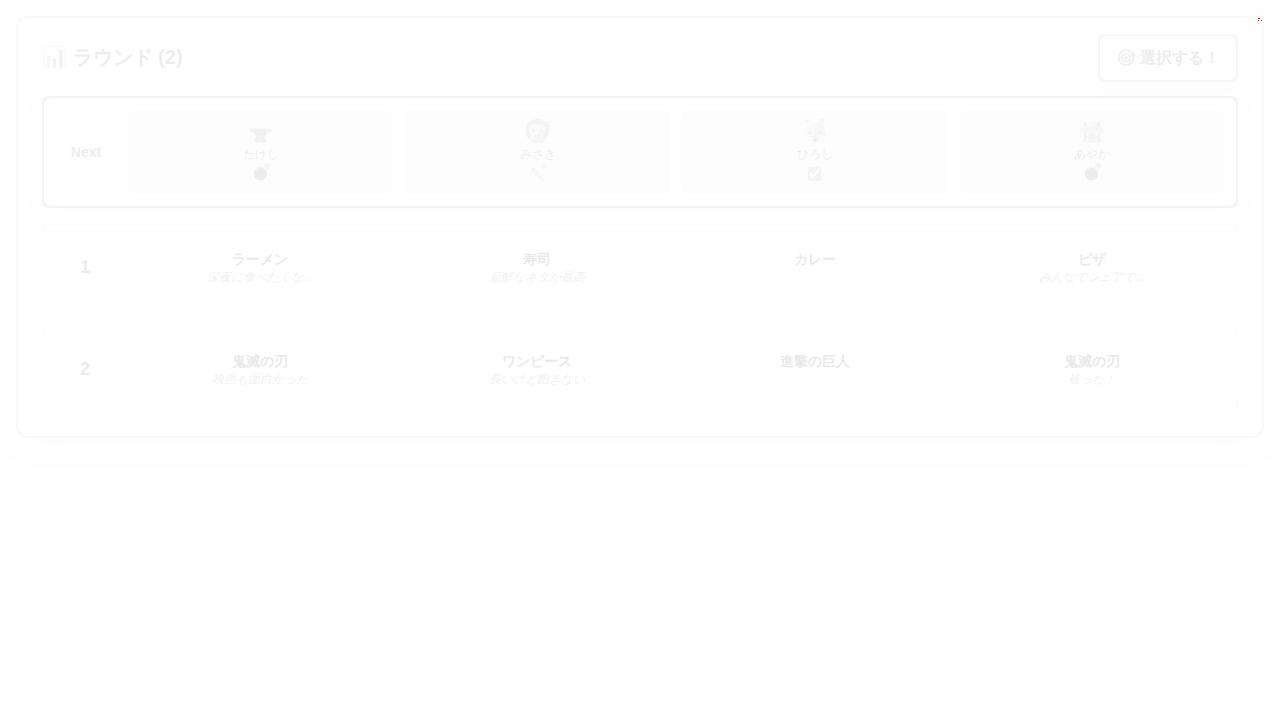 ラウンド (2)
選択する！
Next
たけし
みさき
ひろし
あやか
1
ラーメン
深夜に食べたくな...
寿司
新鮮なネタが最高
カレー
ピザ
みんなでシェアで...
2
鬼滅の刃
映画も面白かった
ワンピース
長いけど飽きない
進撃の巨人
鬼滅の刃
被った！